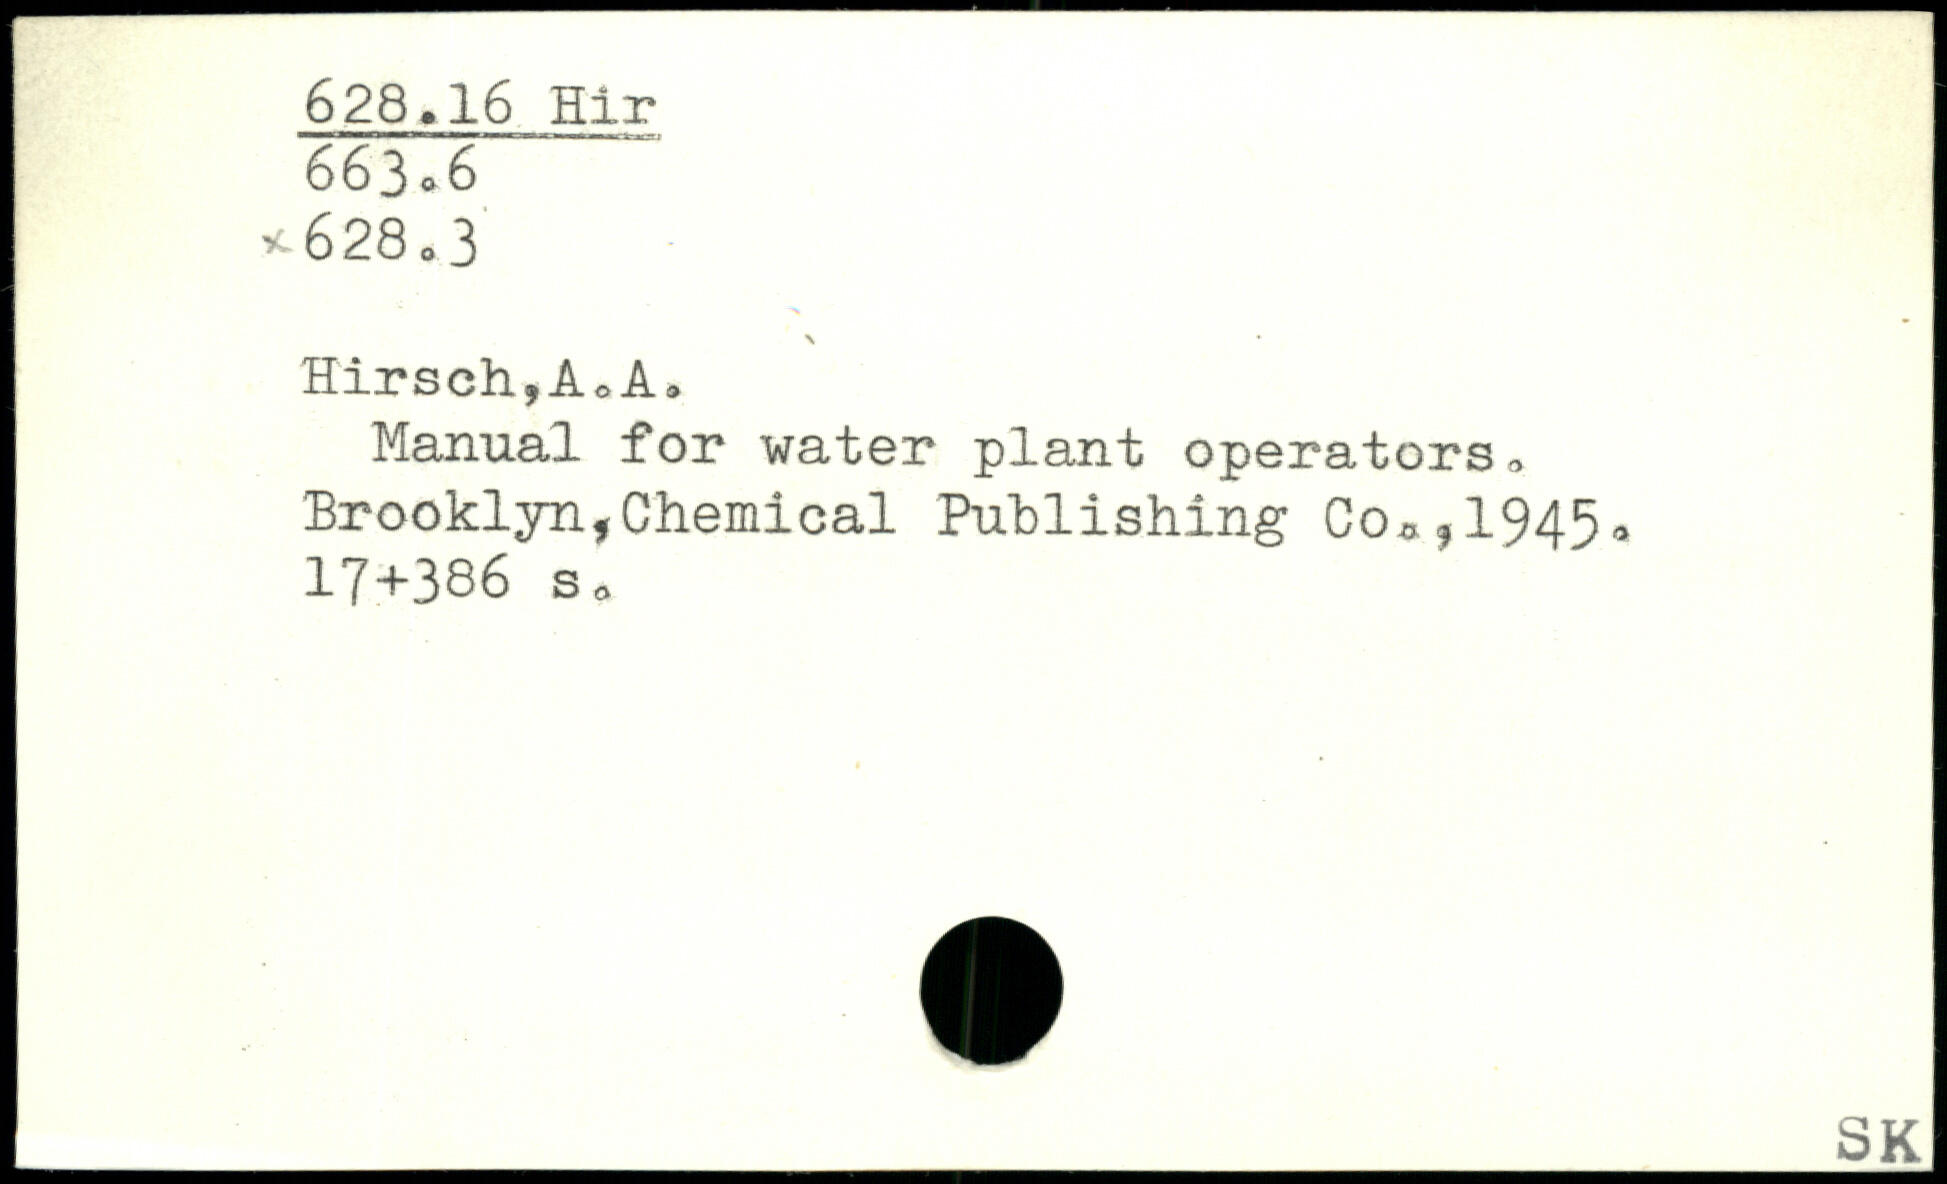 628.16 Hir
663.6
x628.3
Hirsch,A.A.
Manual for water plant operators.
Brooklyn,Chemical Publishing Co.,1945.
17+386 s.
SK